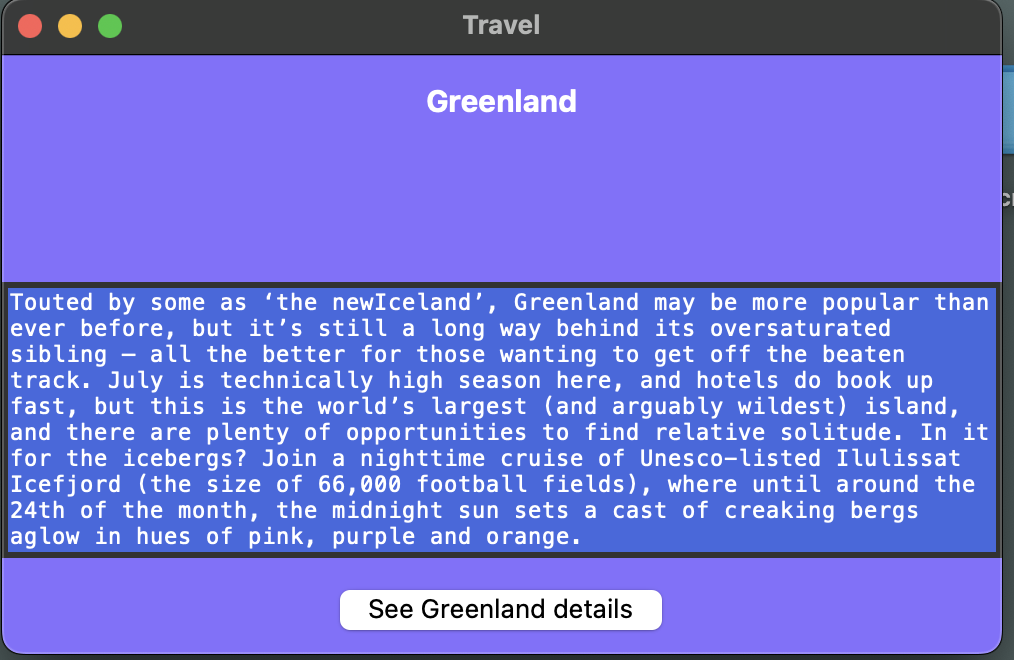 Travel
Greenland
Touted by some as ‘the newIceland’, Greenland may be more popular than
ever before, but it’s still a long way behind its oversaturated
sibling – all the better for those wanting to get off the beaten
track. July is technically high season here, and hotels do book up
fast, but this is the world’s largest (and arguably wildest) island,
and there are plenty of opportunities to find relative solitude. In it
for the icebergs? Join a nighttime cruise of Unesco–listed Ilulissat
Icefjord (the size of 66,000 football fields), where until around the
24th of the month, the midnight sun sets a cast of creaking bergs
aglow in hues of pink, purple and orange.
See Greenland details